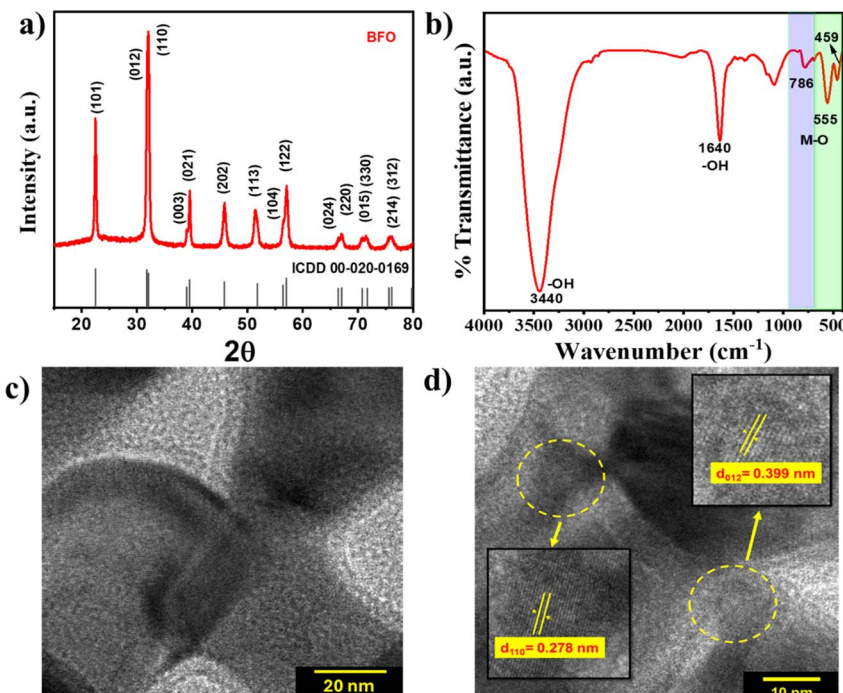 a)
BFO
(110)
(012)
(101)
(003)
(021)
(202)
(113)
(104)
(122)
(024)
(220)
(015)
(330)
(214)
(312)
ICDD 00-020-0169
Intensity (a.u.)
20 30 40 50 60 70 80
2θ
b)
459
786
555
M-O
1640
-OH
-OH
3440
% Transmittance (a.u.)
4000 3500 3000 2500 2000 1500 1000 500
Wavenumber (cm⁻¹)
c)
20 nm
d)
d₀₁₂= 0.399 nm
d₁₁₀= 0.278 nm
10 nm